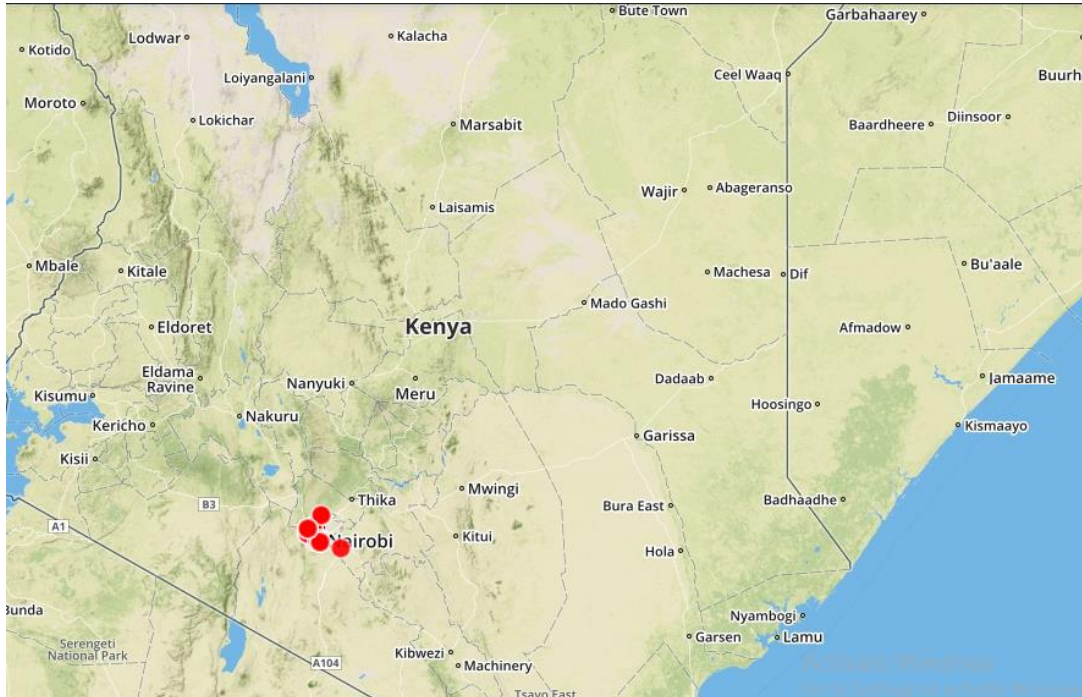 Bute Town
Garbahaarey
Lodwar
Kalacha
Kotido
Loiyangalani
Ceel Waaq
Buurh
Moroto
Lokichar
Marsabit
Baardheere
Diinsoor
Wajir
Abageranso
Laisamis
Mbale
Kitale
Machesa
Dif
Bu'aale
Mado Gashi
Eldoret
Kenya
Afmadow
Eldama
Ravine
Nanyuki
Meru
Dadaab
Jamaame
Kisumu
Nakuru
Hoosingo
Kericho
Garissa
Kismaayo
Kisii
Thika
Mwingi
B3
Bura East
Badhaadhe
A1
Nairobi
Kitui
Hola
Bunda
Nyambogi
Serengeti
National Park
Garsen
Lamu
Kibwezi
A104
Machinery
Tsavo East